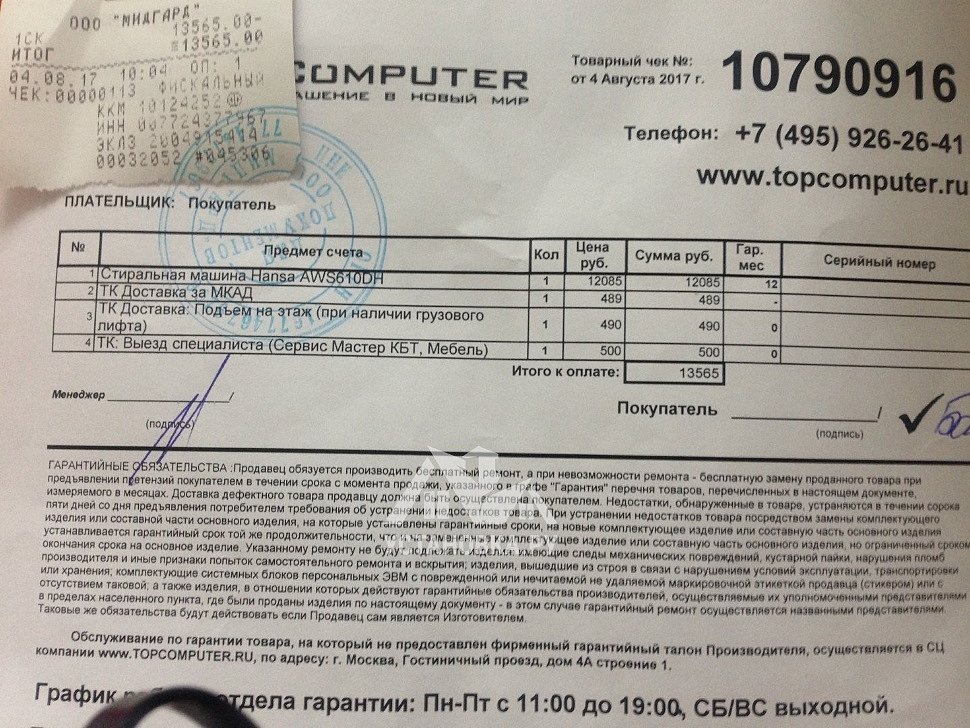 ООО "МИДГАРД"
1СК 13565.00-
ИТОГ =13565.00
04.08.17 10:04 ОП: 1
ЧЕК:00000113 ФИСКАЛЬНЫЙ
ККМ 10124252
ИНН
ЭКЛЗ
00032052 #045306
COMPUTER
АШЕНИЕ В НОВЫЙ МИР
Товарный чек №:
от 4 Августа 2017 г.
10790916
Телефон: +7 (495) 926-26-41
www.topcomputer.ru
ПЛАТЕЛЬЩИК: Покупатель
№ Предмет счета Кол Цена руб. Сумма руб. Гар. мес Серийный номер
1 Стиральная машина Hansa AWS610DH 1 12085 12085 12
2 ТК Доставка за МКАД 1 489 489 -
3 ТК Доставка: Подъем на этаж (при наличии грузового
лифта) 1 490 490 0
4 ТК: Выезд специалиста (Сервис Мастер КБТ, Мебель) 1 500 500 0
Итого к оплате: 13565
Менеджер /
(подпись)
Покупатель /
(подпись)
ГАРАНТИЙНЫЕ ОБЯЗАТЕЛЬСТВА :Продавец обязуется производить бесплатный ремонт, а при невозможности ремонта - бесплатную замену проданного товара при
предъявлении претензий покупателем в течении срока с момента продажи, указанного в графе "Гарантия" перечня товаров, перечисленных в настоящем документе,
измеряемого в месяцах. Доставка дефектного товара продавцу должна быть осуществлена покупателем. Недостатки, обнаруженные в товаре, устраняются в течении сорока
пяти дней со дня предъявления потребителем требования об устранении недостатков товара. При устранении недостатков товара посредством замены комплектующего
изделия или составной части основного изделия, на которые установлены гарантийные сроки, на новые комплектующее изделие или составную часть основного изделия
устанавливается гарантийный срок той же продолжительности, что и на замененные комплектующее изделие или составную часть основного изделия, но ограниченный сроком
окончания срока на основное изделие. Указанному ремонту не будут имеющие следы механических повреждений, кустарной пайки, нарушения пломб
производителя и иные признаки попыток самостоятельного ремонта и вскрытия; изделия, вышедшие из строя в связи с нарушением условий эксплуатации, транспортировки
или хранения; комплектующие системных блоков персональных ЭВМ с поврежденной или нечитаемой не удаляемой маркировочной этикеткой продавца (стикером) или с
отсутствием таковой, а также изделия, в отношении которых действуют гарантийные обязательства производителей, осуществляемые их уполномоченными представителями
в пределах населенного пункта, где были проданы изделия по настоящему документу - в этом случае гарантийный ремонт осуществляется названными представителями.
Таковые же обязательства будут действовать если Продавец сам является Изготовителем.
Обслуживание по гарантии товара, на который не предоставлен фирменный гарантийный талон Производителя, осуществляется в СЦ
компании www.TOPCOMPUTER.RU, по адресу: г. Москва, Гостиничный проезд, дом 4А строение 1.
График отдела гарантии: Пн-Пт с 11:00 до 19:00, СБ/ВС выходной.
УСТАНОВКА.РУ